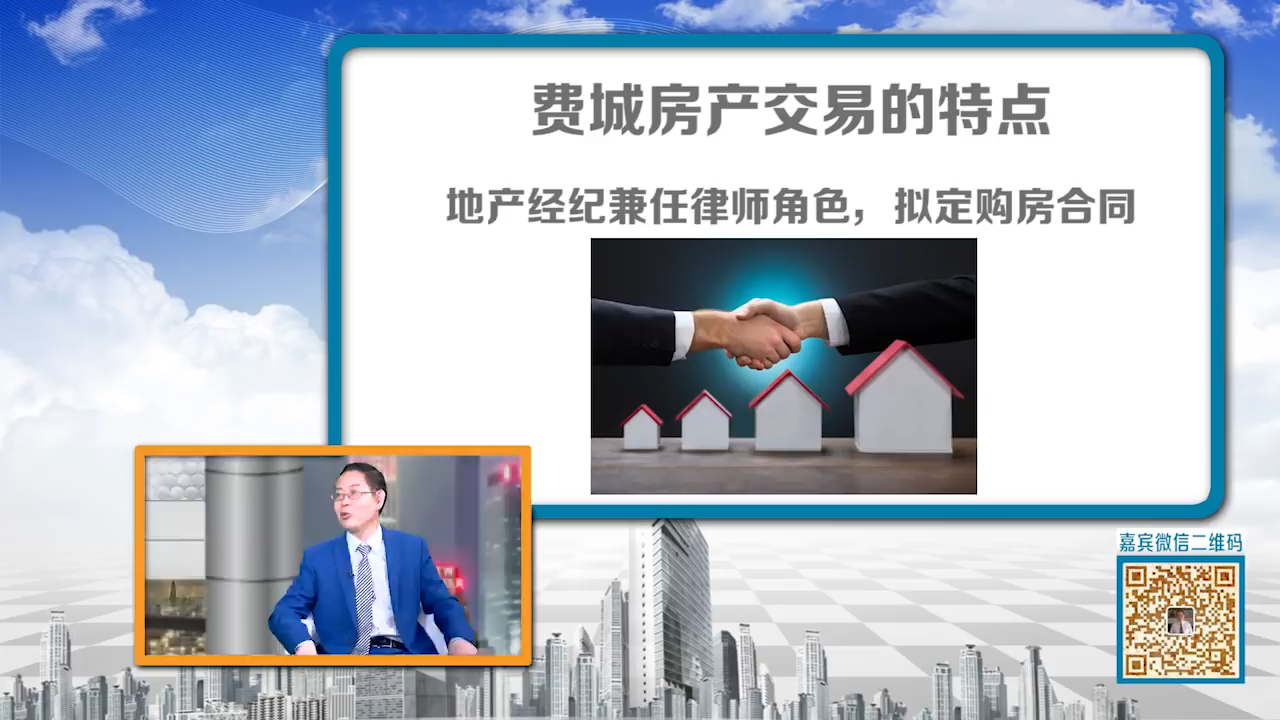 费城房产交易的特点
地产经纪兼任律师角色，拟定购房合同
嘉宾微信二维码